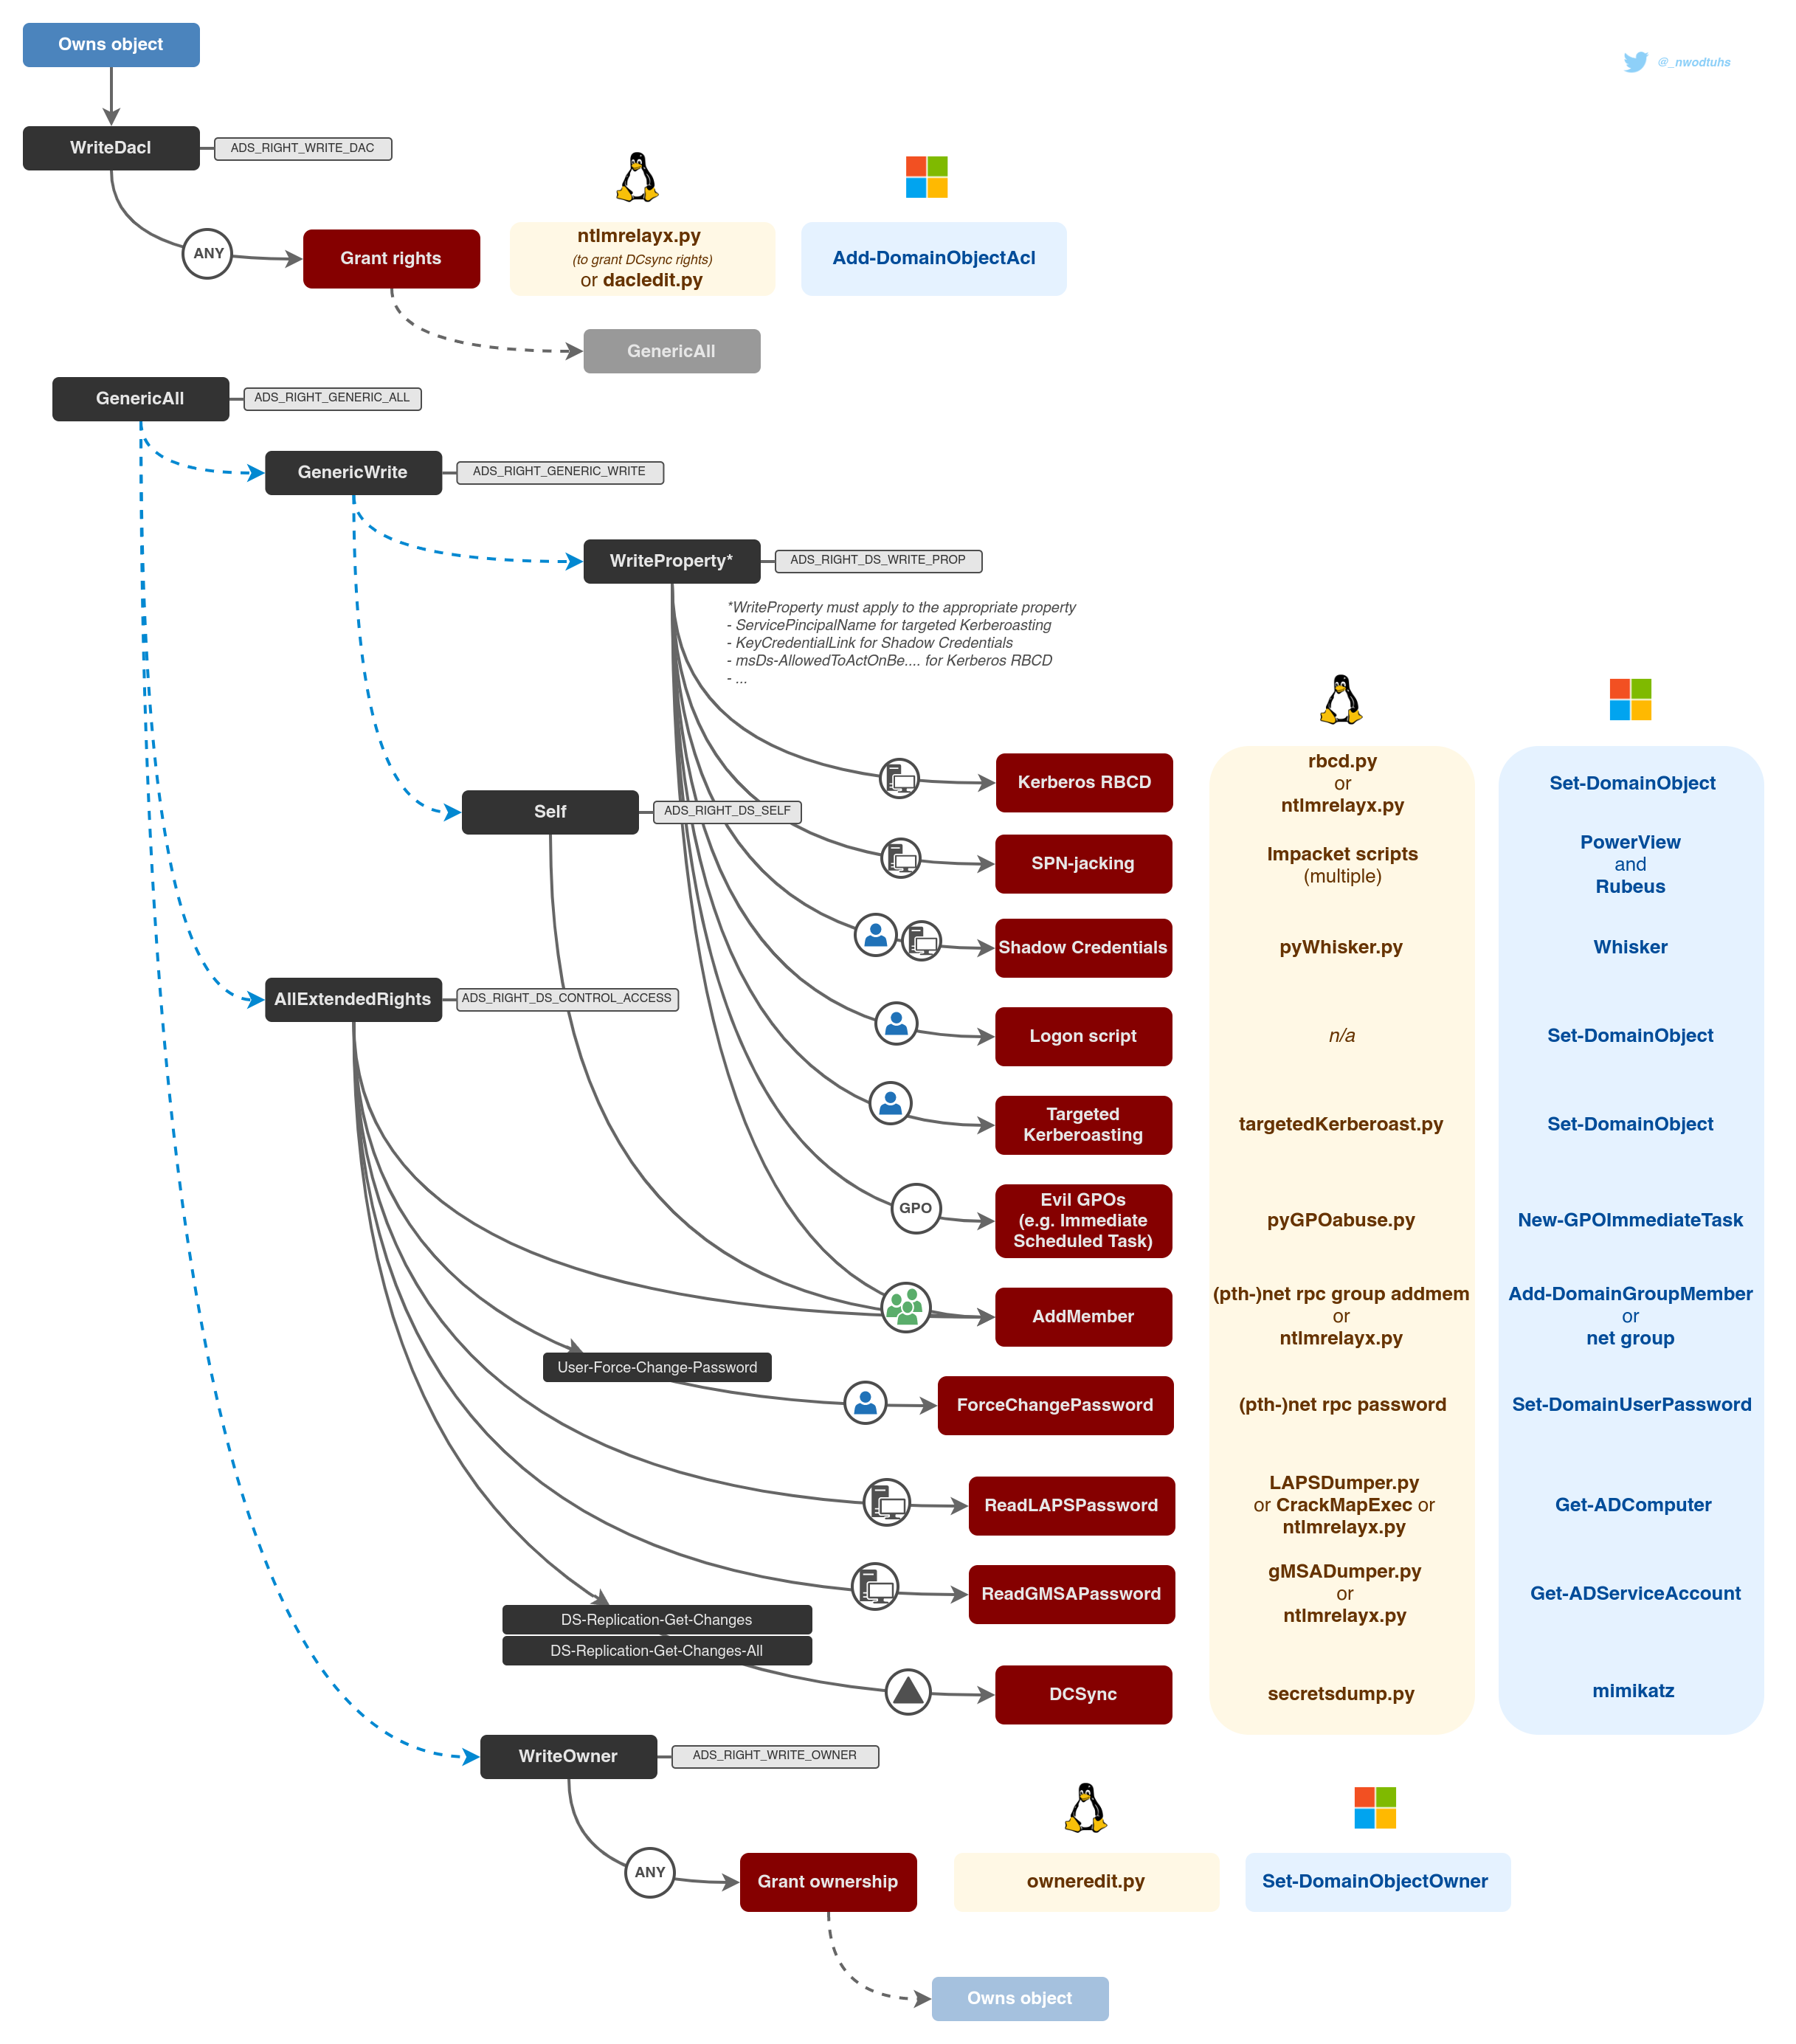 Owns object
@_nwodtuhs
WriteDacl
ADS_RIGHT_WRITE_DAC
ANY
Grant rights
ntlmrelayx.py
(to grant DCsync rights)
or dacledit.py
Add-DomainObjectAcl
GenericAll
GenericAll
ADS_RIGHT_GENERIC_ALL
GenericWrite
ADS_RIGHT_GENERIC_WRITE
WriteProperty*
ADS_RIGHT_DS_WRITE_PROP
*WriteProperty must apply to the appropriate property
- ServicePincipalName for targeted Kerberoasting
- KeyCredentialLink for Shadow Credentials
- msDs-AllowedToActOnBe.... for Kerberos RBCD
- ...
Kerberos RBCD
rbcd.py
or
ntlmrelayx.py
Set-DomainObject
Self
ADS_RIGHT_DS_SELF
SPN-jacking
Impacket scripts
(multiple)
PowerView
and
Rubeus
Shadow Credentials
pyWhisker.py
Whisker
AllExtendedRights
ADS_RIGHT_DS_CONTROL_ACCESS
Logon script
n/a
Set-DomainObject
Targeted
Kerberoasting
targetedKerberoast.py
Set-DomainObject
GPO
Evil GPOs
(e.g. Immediate
Scheduled Task)
pyGPOabuse.py
New-GPOImmediateTask
AddMember
(pth-)net rpc group addmem
or
ntlmrelayx.py
Add-DomainGroupMember
or
net group
User-Force-Change-Password
ForceChangePassword
(pth-)net rpc password
Set-DomainUserPassword
ReadLAPSPassword
LAPSDumper.py
or CrackMapExec or
ntlmrelayx.py
Get-ADComputer
ReadGMSAPassword
gMSADumper.py
or
ntlmrelayx.py
Get-ADServiceAccount
DS-Replication-Get-Changes
DS-Replication-Get-Changes-All
DCSync
secretsdump.py
mimikatz
WriteOwner
ADS_RIGHT_WRITE_OWNER
ANY
Grant ownership
owneredit.py
Set-DomainObjectOwner
Owns object